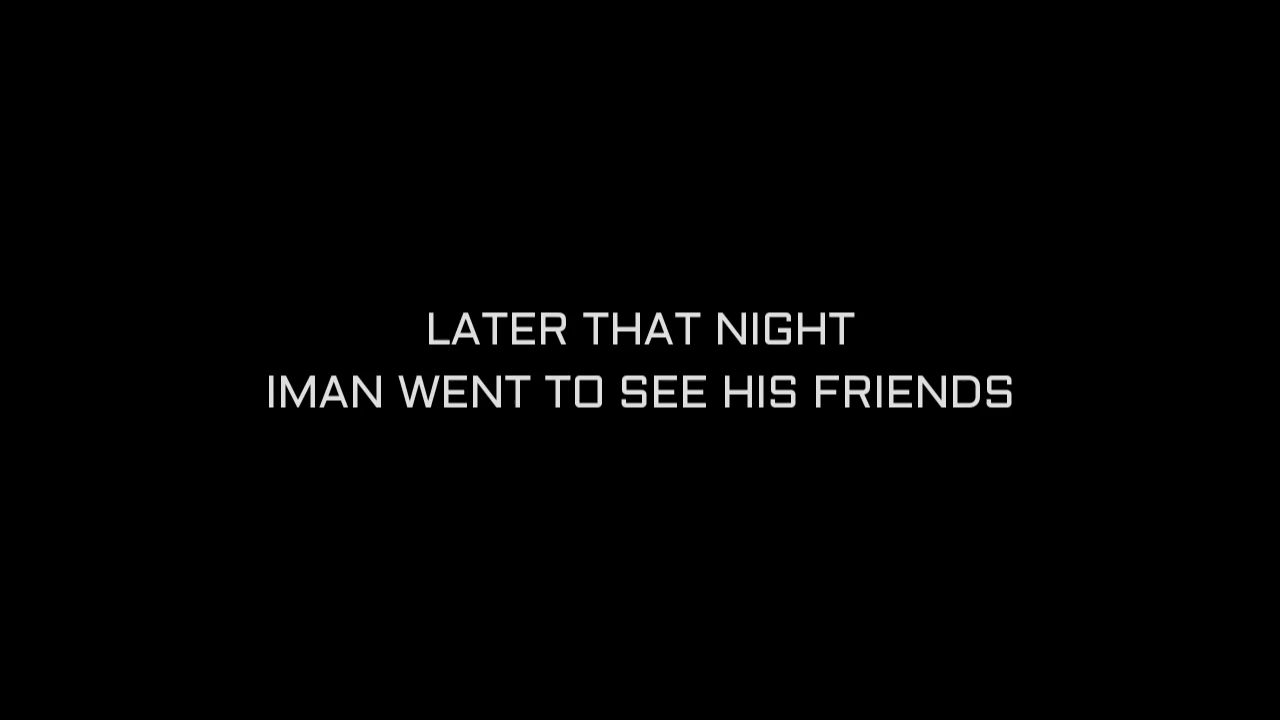 LATER THAT NIGHT
IMAN WENT TO SEE HIS FRIENDS